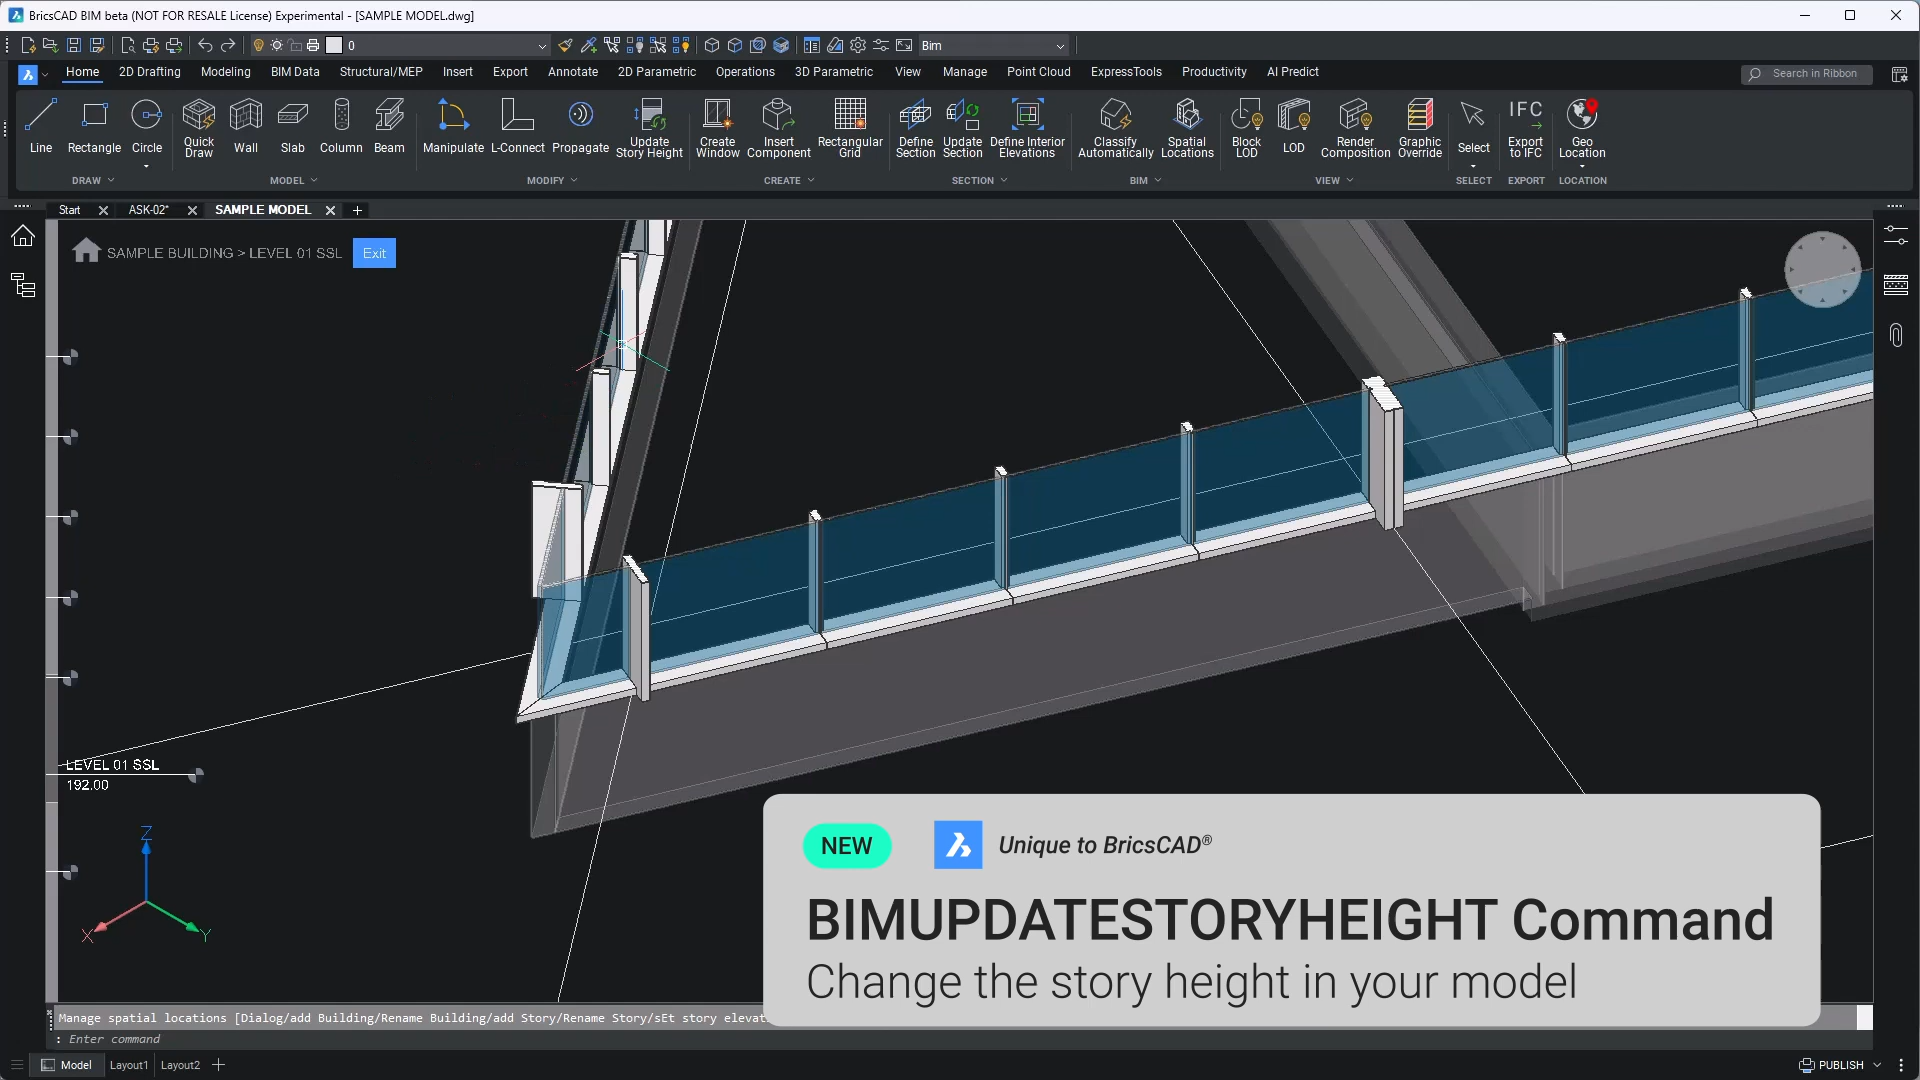 BricsCAD BIM beta (NOT FOR RESALE License) Experimental - [SAMPLE MODEL.dwg]
0
Bim
Home 2D Drafting Modeling BIM Data Structural/MEP Insert Export Annotate 2D Parametric Operations 3D Parametric View Manage Point Cloud ExpressTools Productivity AI Predict
Search in Ribbon
Line Rectangle Circle Quick Draw Wall Slab Column Beam Manipulate L-Connect Propagate Update Story Height Create Window Insert Component Rectangular Grid Define Section Update Section Define Interior Elevations Classify Automatically Spatial Locations Block LOD LOD Render Composition Graphic Override Select IFC Export to IFC Geo Location
DRAW MODEL MODIFY CREATE SECTION BIM VIEW SELECT EXPORT LOCATION
Start ASK-02* SAMPLE MODEL
SAMPLE BUILDING > LEVEL 01 SSL Exit
LEVEL 01 SSL
192.00
Z
X Y
NEW Unique to BricsCAD®
BIMUPDATESTORYHEIGHT Command
Change the story height in your model
Manage spatial locations [Dialog/add Building/Rename Building/add Story/Rename Story/sEt story
: Enter command
Model Layout1 Layout2
PUBLISH